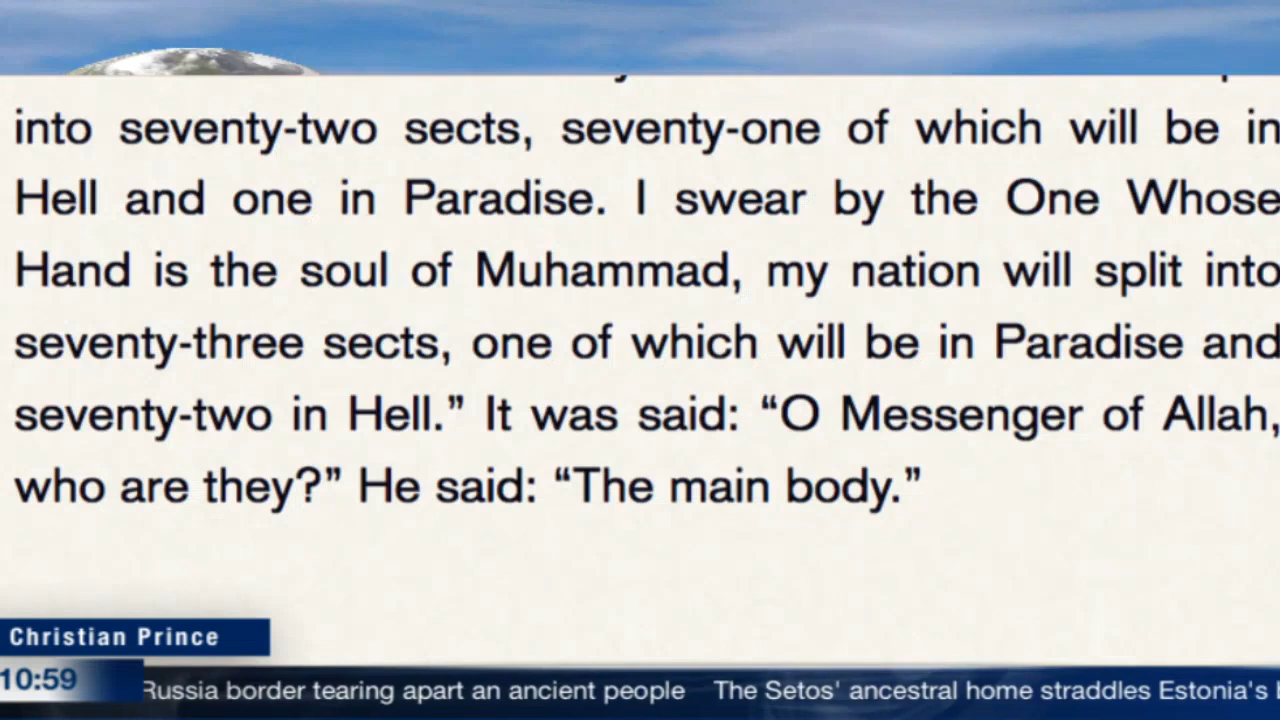 into seventy-two sects, seventy-one of which will be in
Hell and one in Paradise. I swear by the One Whose
Hand is the soul of Muhammad, my nation will split into
seventy-three sects, one of which will be in Paradise and
seventy-two in Hell.” It was said: “O Messenger of Allah,
who are they?” He said: “The main body.”
Christian Prince
10:59
Russia border tearing apart an ancient people The Setos' ancestral home straddles Estonia's